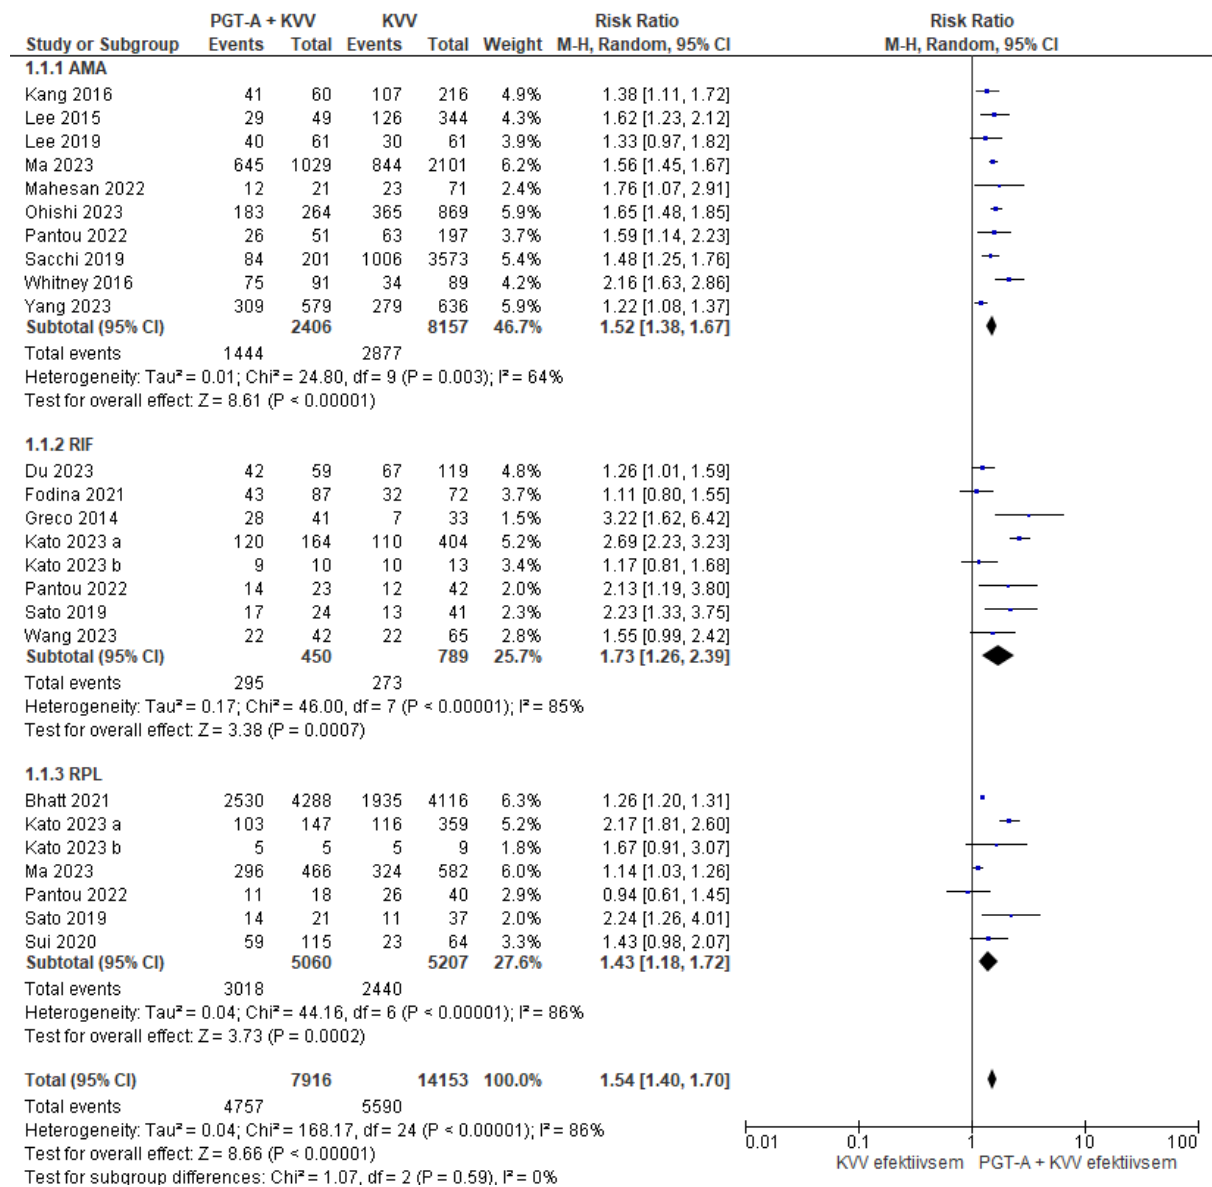 PGT-A + KVV KVV Risk Ratio Risk Ratio
Study or Subgroup Events Total Events Total Weight M-H, Random, 95% CI M-H, Random, 95% CI
1.1.1 AMA
Kang 2016 41 60 107 216 4.9% 1.38 [1.11, 1.72]
Lee 2015 29 49 126 344 4.3% 1.62 [1.23, 2.12]
Lee 2019 40 61 30 61 3.9% 1.33 [0.97, 1.82]
Ma 2023 645 1029 844 2101 6.2% 1.56 [1.45, 1.67]
Mahesan 2022 12 21 23 71 2.4% 1.76 [1.07, 2.91]
Ohishi 2023 183 264 365 869 5.9% 1.65 [1.48, 1.85]
Pantou 2022 26 51 63 197 3.7% 1.59 [1.14, 2.23]
Sacchi 2019 84 201 1006 3573 5.4% 1.48 [1.25, 1.76]
Whitney 2016 75 91 34 89 4.2% 2.16 [1.63, 2.86]
Yang 2023 309 579 279 636 5.9% 1.22 [1.08, 1.37]
Subtotal (95% CI) 2406 8157 46.7% 1.52 [1.38, 1.67]
Total events 1444 2877
Heterogeneity: Tau² = 0.01; Chi² = 24.80, df = 9 (P = 0.003); I² = 64%
Test for overall effect: Z = 8.61 (P < 0.00001)
1.1.2 RIF
Du 2023 42 59 67 119 4.8% 1.26 [1.01, 1.59]
Fodina 2021 43 87 32 72 3.7% 1.11 [0.80, 1.55]
Greco 2014 28 41 7 33 1.5% 3.22 [1.62, 6.42]
Kato 2023 a 120 164 110 404 5.2% 2.69 [2.23, 3.23]
Kato 2023 b 9 10 10 13 3.4% 1.17 [0.81, 1.68]
Pantou 2022 14 23 12 42 2.0% 2.13 [1.19, 3.80]
Sato 2019 17 24 13 41 2.3% 2.23 [1.33, 3.75]
Wang 2023 22 42 22 65 2.8% 1.55 [0.99, 2.42]
Subtotal (95% CI) 450 789 25.7% 1.73 [1.26, 2.39]
Total events 295 273
Heterogeneity: Tau² = 0.17; Chi² = 46.00, df = 7 (P < 0.00001); I² = 85%
Test for overall effect: Z = 3.38 (P = 0.0007)
1.1.3 RPL
Bhatt 2021 2530 4288 1935 4116 6.3% 1.26 [1.20, 1.31]
Kato 2023 a 103 147 116 359 5.2% 2.17 [1.81, 2.60]
Kato 2023 b 5 5 5 9 1.8% 1.67 [0.91, 3.07]
Ma 2023 296 466 324 582 6.0% 1.14 [1.03, 1.26]
Pantou 2022 11 18 26 40 2.9% 0.94 [0.61, 1.45]
Sato 2019 14 21 11 37 2.0% 2.24 [1.26, 4.01]
Sui 2020 59 115 23 64 3.3% 1.43 [0.98, 2.07]
Subtotal (95% CI) 5060 5207 27.6% 1.43 [1.18, 1.72]
Total events 3018 2440
Heterogeneity: Tau² = 0.04; Chi² = 44.16, df = 6 (P < 0.00001); I² = 86%
Test for overall effect: Z = 3.73 (P = 0.0002)
Total (95% CI) 7916 14153 100.0% 1.54 [1.40, 1.70]
Total events 4757 5590
Heterogeneity: Tau² = 0.04; Chi² = 168.17, df = 24 (P < 0.00001); I² = 86%
Test for overall effect: Z = 8.66 (P < 0.00001)
Test for subgroup differences: Chi² = 1.07, df = 2 (P = 0.59), I² = 0%
0.01 0.1 1 10 100
KVV efektiivsem PGT-A + KVV efektiivsem